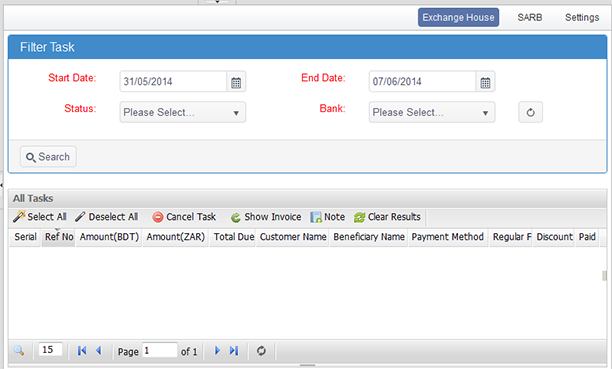 Exchange House SARB Settings
Filter Task
Start Date: 31/05/2014 End Date: 07/06/2014
Status: Please Select... Bank: Please Select...
Search
All Tasks
Select All Deselect All Cancel Task Show Invoice Note Clear Results
Serial Ref No Amount(BDT) Amount(ZAR) Total Due Customer Name Beneficiary Name Payment Method Regular F Discount Paid
15 Page 1 of 1